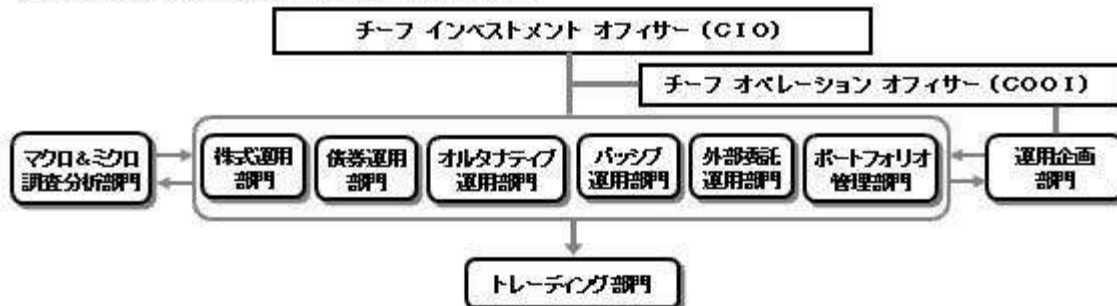 チーフ インベストメント オフィサー (CIO)
チーフ オペレーション オフィサー (COOI)
マクロ&ミクロ
調査分析部門
株式運用
部門
債券運用
部門
オルタナティブ
運用部門
パッシブ
運用部門
外部委託
運用部門
ポートフォリオ
管理部門
運用企画
部門
トレーディング部門